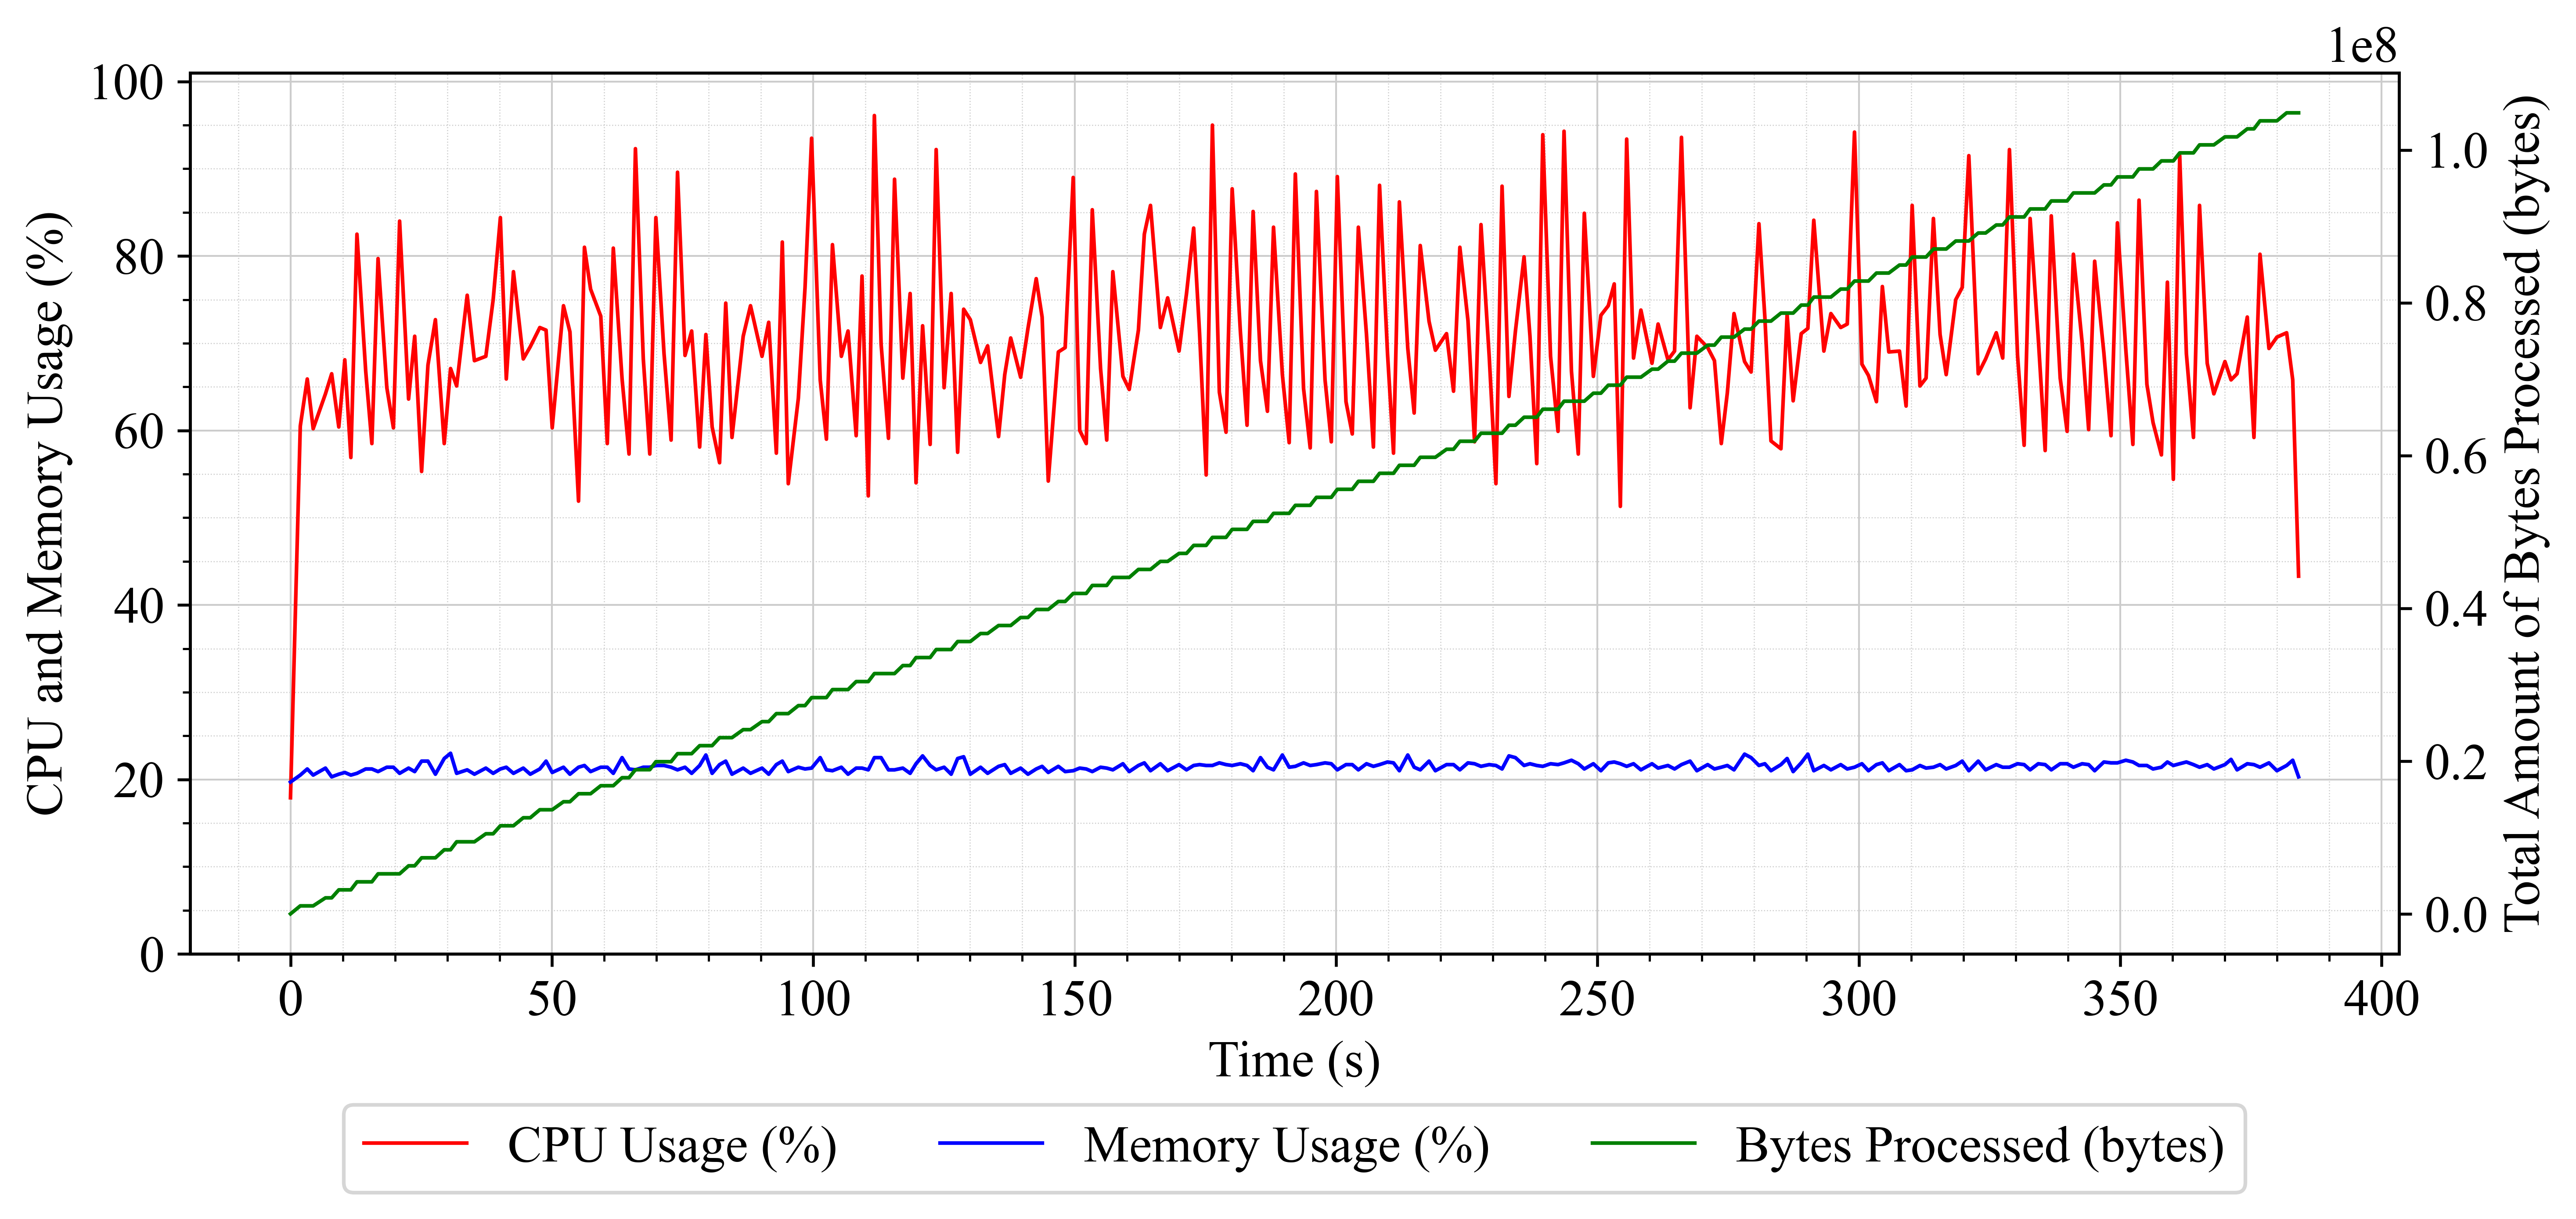 1e8
100
80
60
40
20
0
CPU and Memory Usage (%)
1.0
0.8
0.6
0.4
0.2
0.0
Total Amount of Bytes Processed (bytes)
0 50 100 150 200 250 300 350 400
Time (s)
CPU Usage (%) Memory Usage (%) Bytes Processed (bytes)